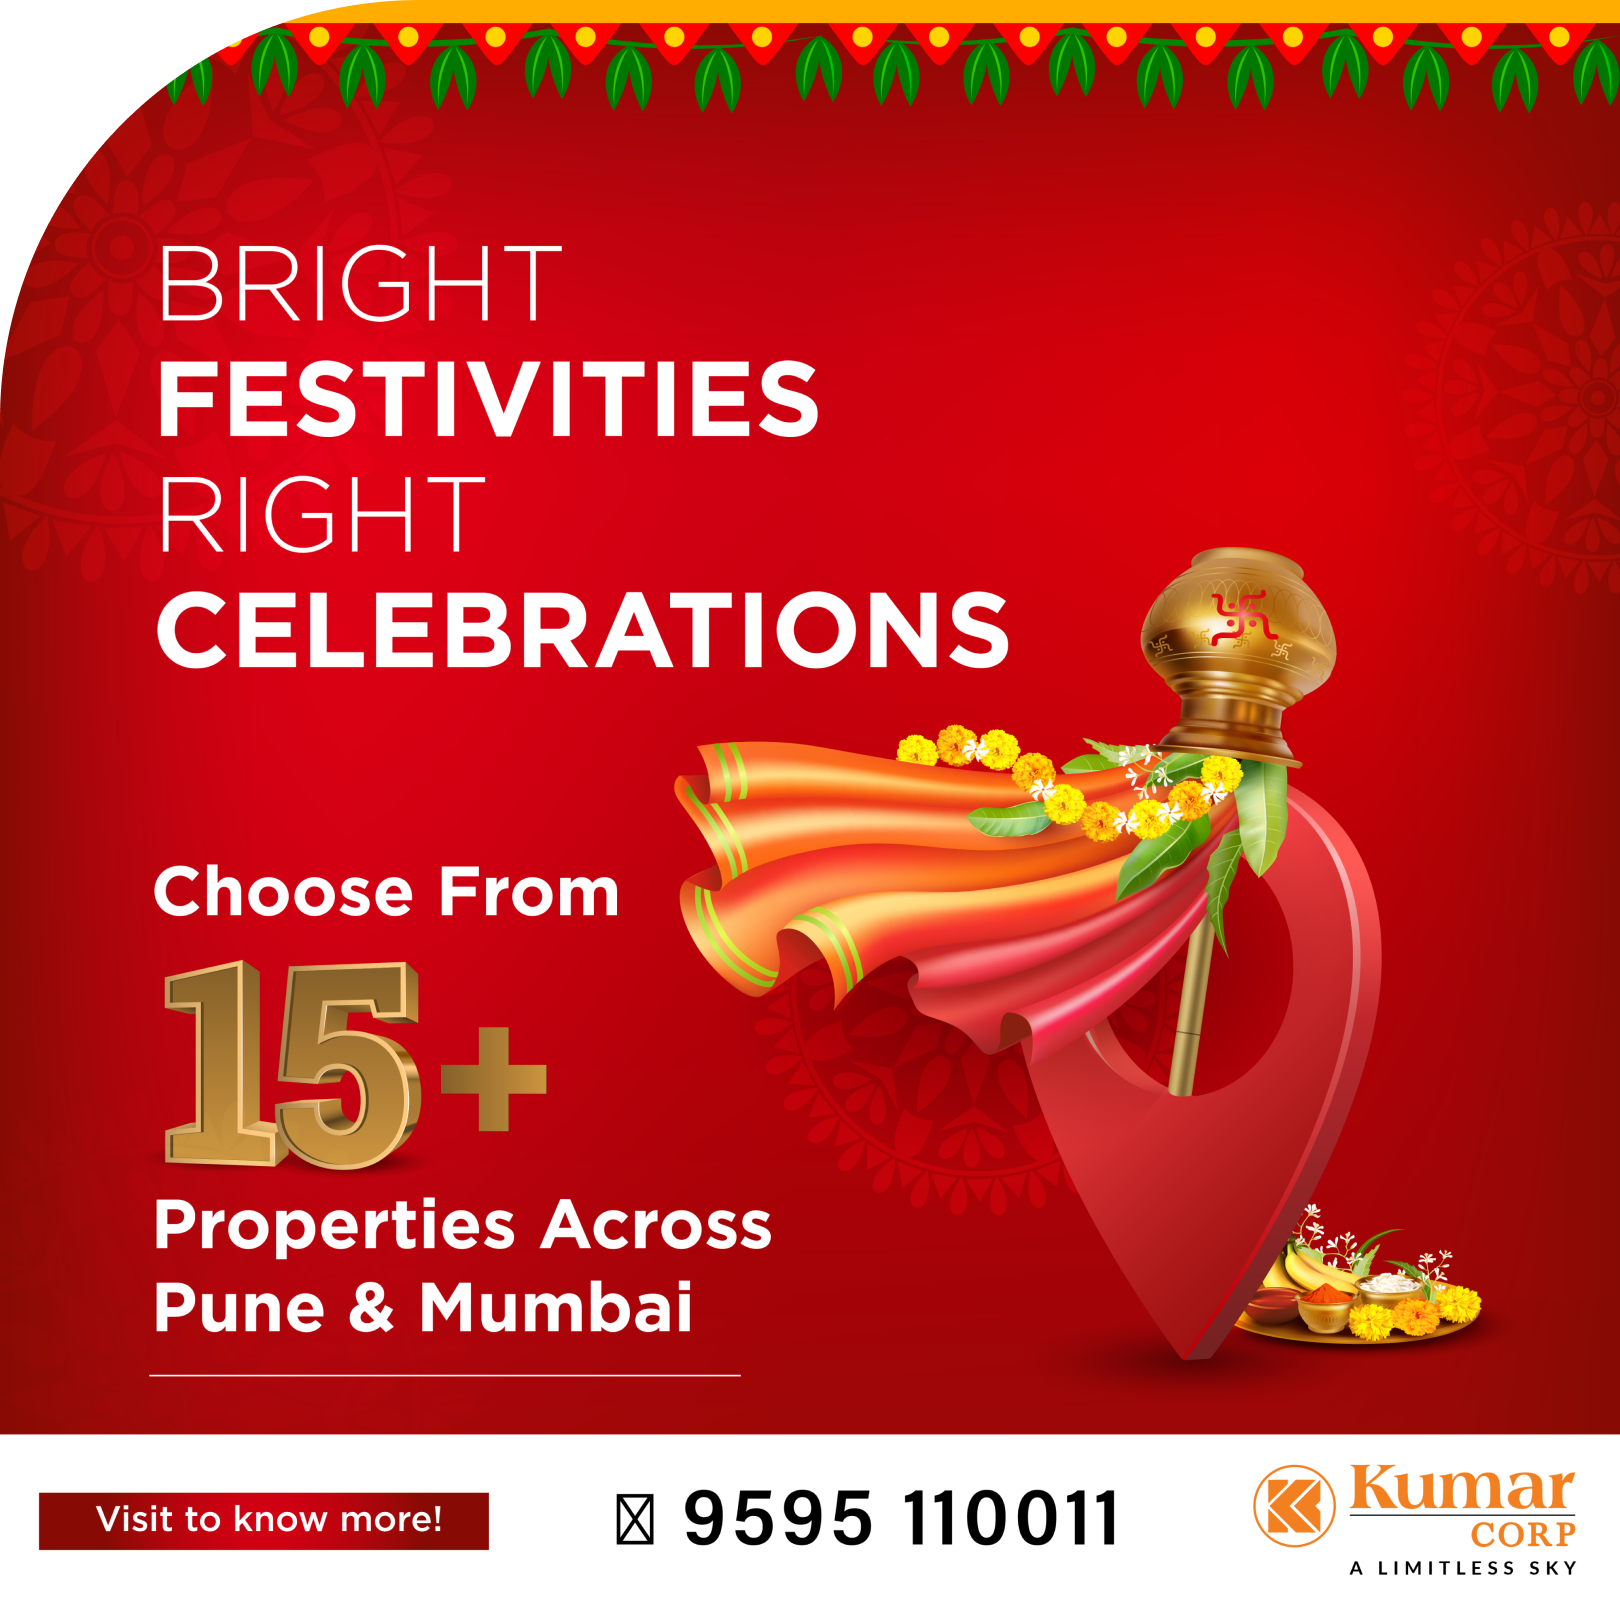 BRIGHT
FESTIVITIES
RIGHT
CELEBRATIONS
Choose From
15+
Properties Across
Pune & Mumbai
Visit to know more!
9595 110011
Kumar
CORP
A LIMITLESS SKY